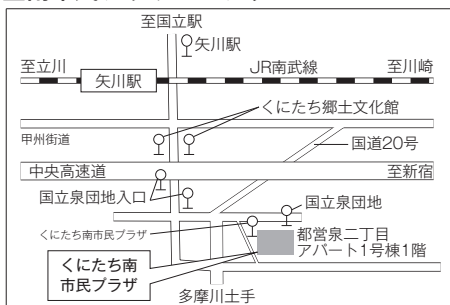 至国立駅
矢川駅
至立川
矢川駅
JR南武線
至川崎
くにたち郷土文化館
甲州街道
国道20号
中央高速道
至新宿
国立泉団地入口
国立泉団地
くにたち南市民プラザ
都営泉二丁目
アパート1号棟1階
くにたち南
市民プラザ
多摩川土手